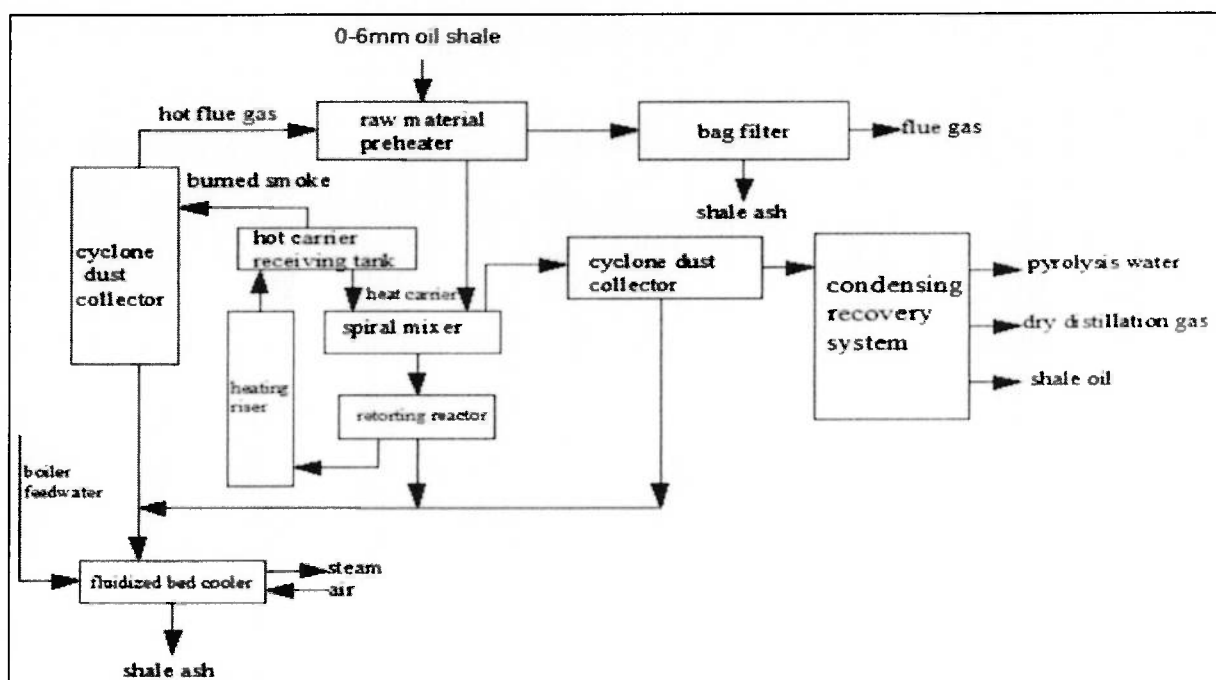 0-6mm oil shale
hot flue gas
raw material
preheater
bag filter
flue gas
burned smoke
shale ash
cyclone
dust
collector
hot carrier
receiving tank
heat carrier
spiral mixer
cyclone dust
collector
condensing
recovery
system
pyrolysis water
dry distillation gas
shale oil
heating
riser
retorting reactor
boiler
feedwater
fluidized bed cooler
steam
air
shale ash